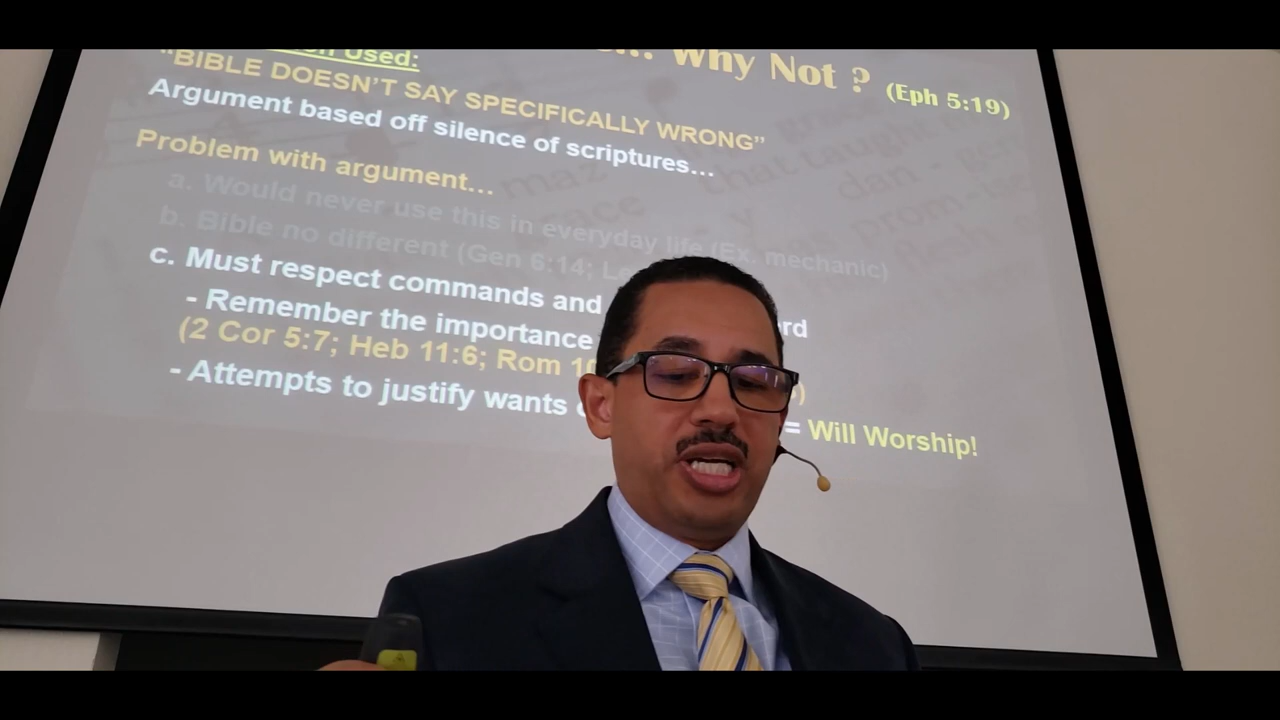 Used:
Why Not ? (Eph 5:19)
“BIBLE DOESN’T SAY SPECIFICALLY WRONG”
Argument based off silence of scriptures...
Problem with argument...
a. Would never use this in everyday life (Ex. mechanic)
b. Bible no different (Gen 6:14;
c. Must respect commands and
- Remember the importance
(2 Cor 5:7; Heb 11:6; Rom
- Attempts to justify wants
= Will Worship!